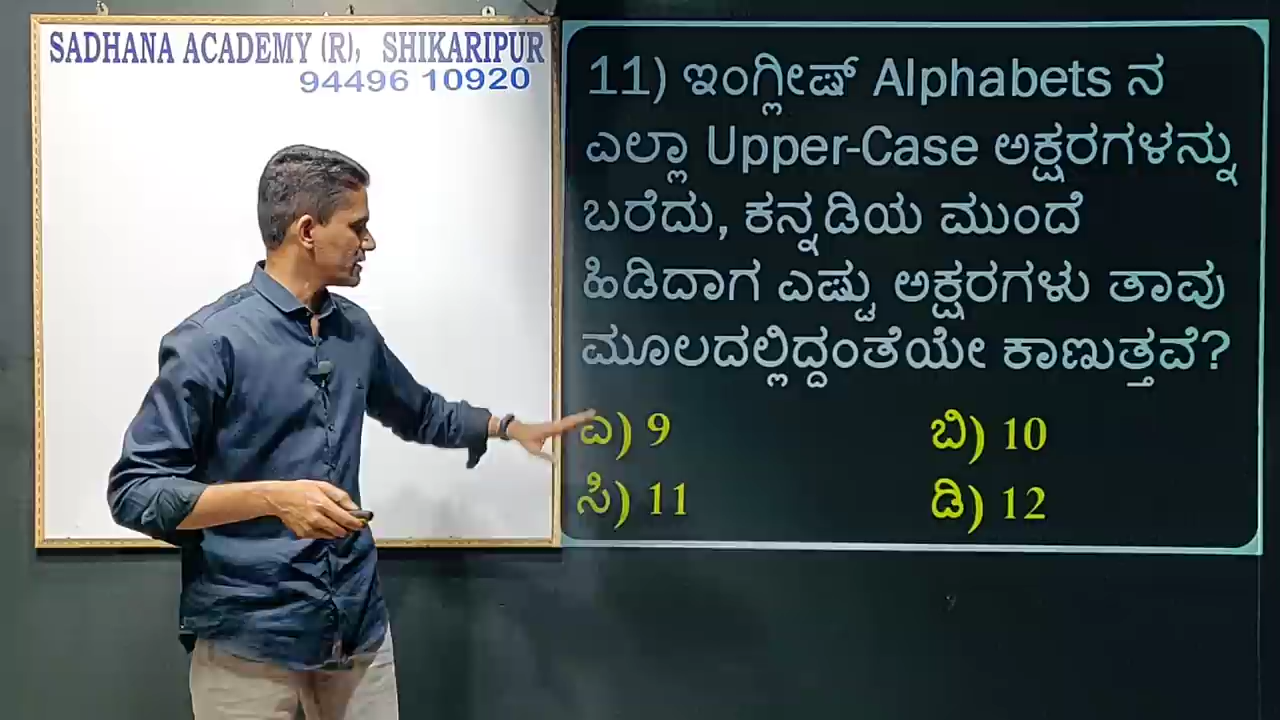 SADHANA ACADEMY (R), SHIKARIPUR
94496 10920
11) ಇಂಗ್ಲೀಷ್ Alphabets ನ
ಎಲ್ಲಾ Upper-Case ಅಕ್ಷರಗಳನ್ನು
ಬರೆದು, ಕನ್ನಡಿಯ ಮುಂದೆ
ಹಿಡಿದಾಗ ಎಷ್ಟು ಅಕ್ಷರಗಳು ತಾವು
ಮೂಲದಲ್ಲಿದ್ದಂತೆಯೇ ಕಾಣುತ್ತವೆ?
ಎ) 9 ಬಿ) 10
ಸಿ) 11 ಡಿ) 12